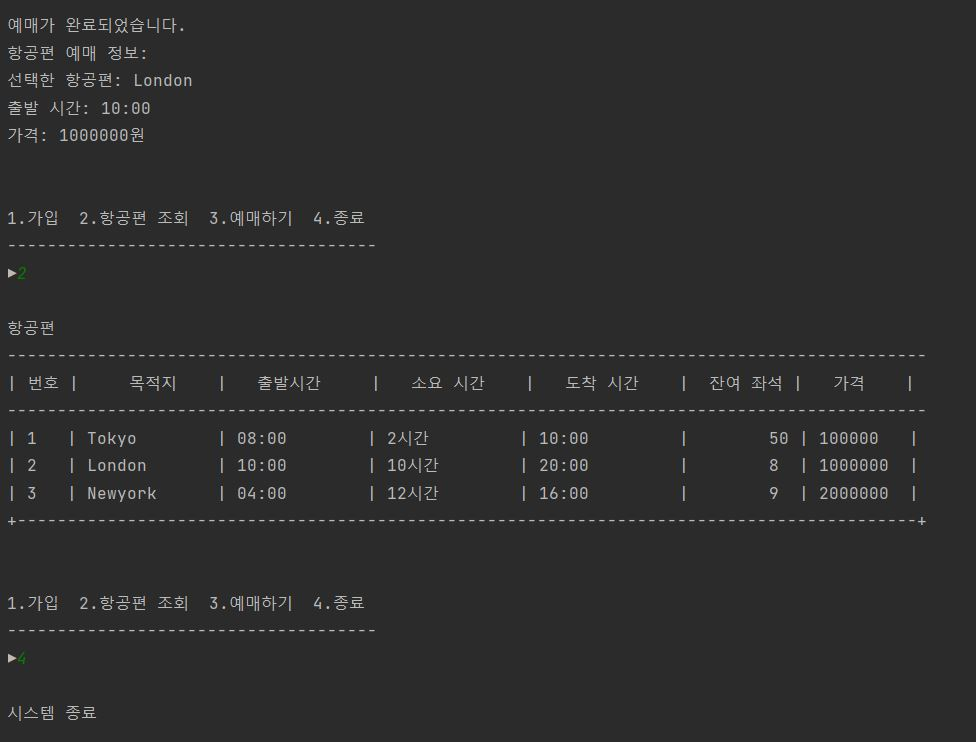 예매가 완료되었습니다.
항공편 예매 정보:
선택한 항공편: London
출발 시간: 10:00
가격: 1000000원
1.가입  2.항공편 조회  3.예매하기  4.종료
-------------------------------------
▶2
항공편
--------------------------------------------------------------------------------------------
| 번호 |     목적지    |   출발시간     |   소요 시간    |   도착 시간    |  잔여 좌석 |   가격    |
--------------------------------------------------------------------------------------------
| 1   | Tokyo        | 08:00        | 2시간         | 10:00         |        50 | 100000   |
| 2   | London       | 10:00        | 10시간        | 20:00         |        8  | 1000000  |
| 3   | Newyork      | 04:00        | 12시간        | 16:00         |        9  | 2000000  |
+------------------------------------------------------------------------------------------+
1.가입  2.항공편 조회  3.예매하기  4.종료
-------------------------------------
▶4
시스템 종료